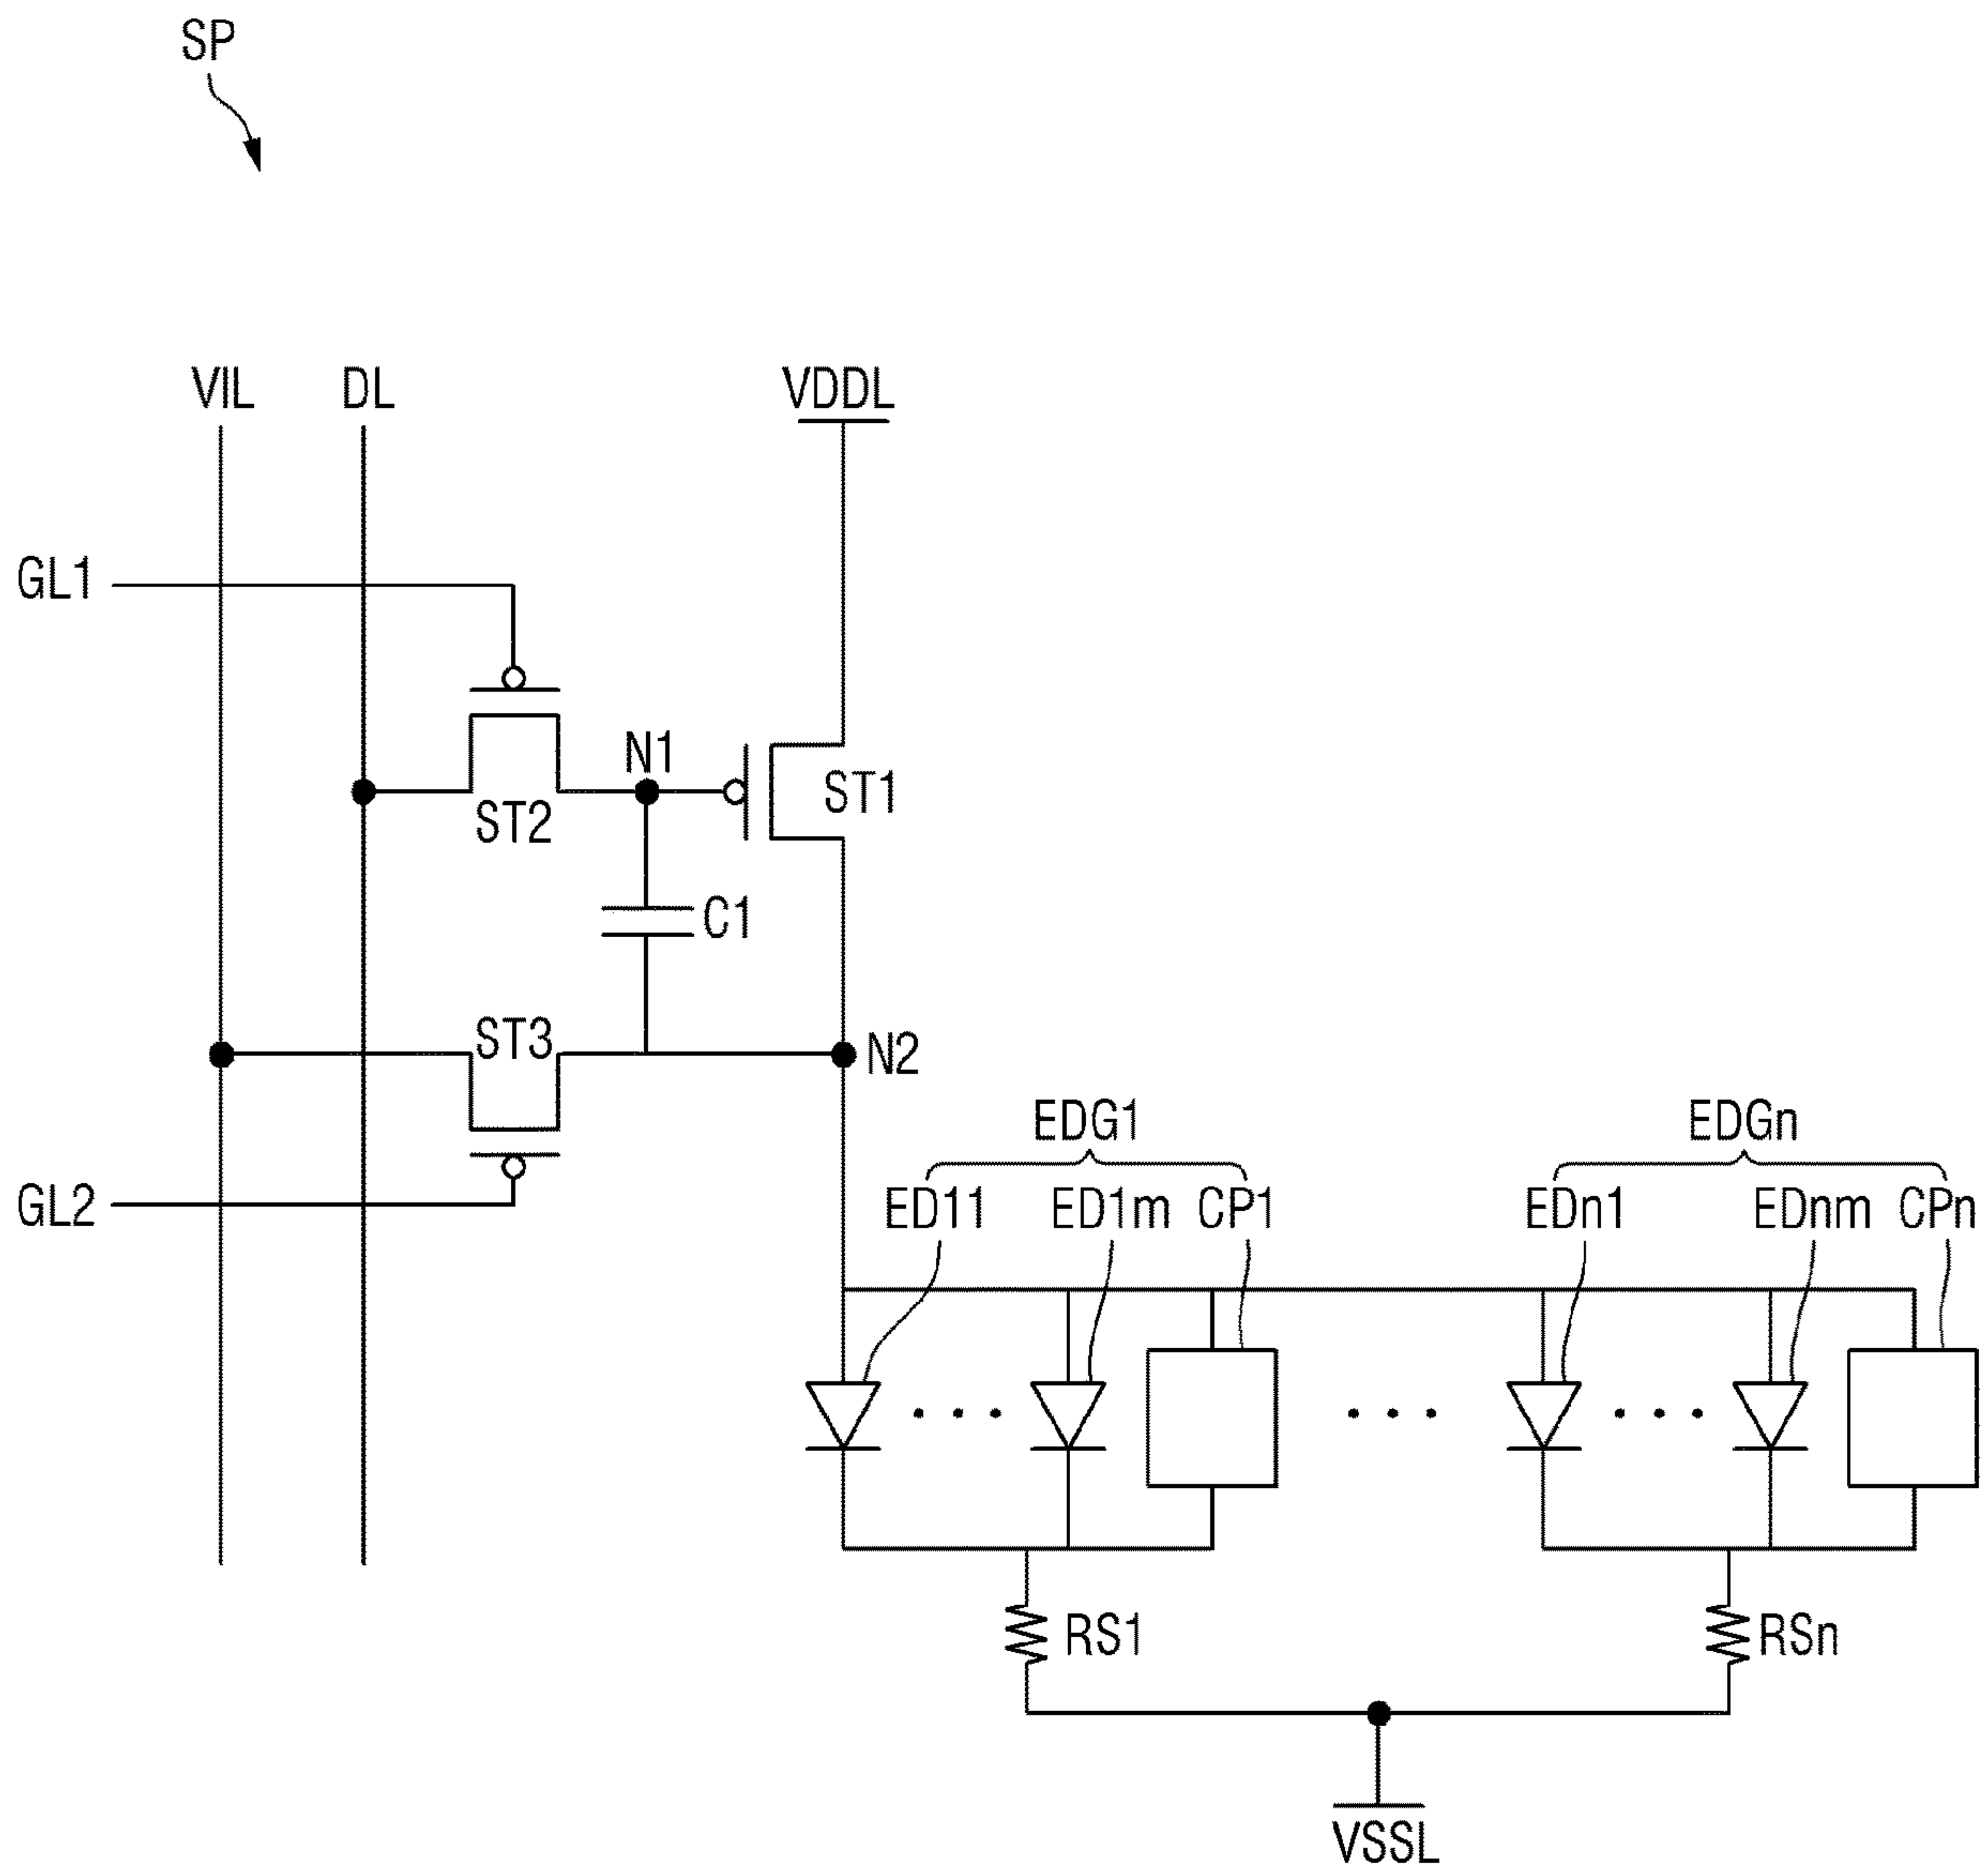 SP
VIL DL VDDL
GL1
N1
ST1
ST2
C1
ST3
N2
EDG1 EDGn
GL2
ED11 ED1m CP1 EDn1 EDnm CPn
RS1 RSn
VSSL